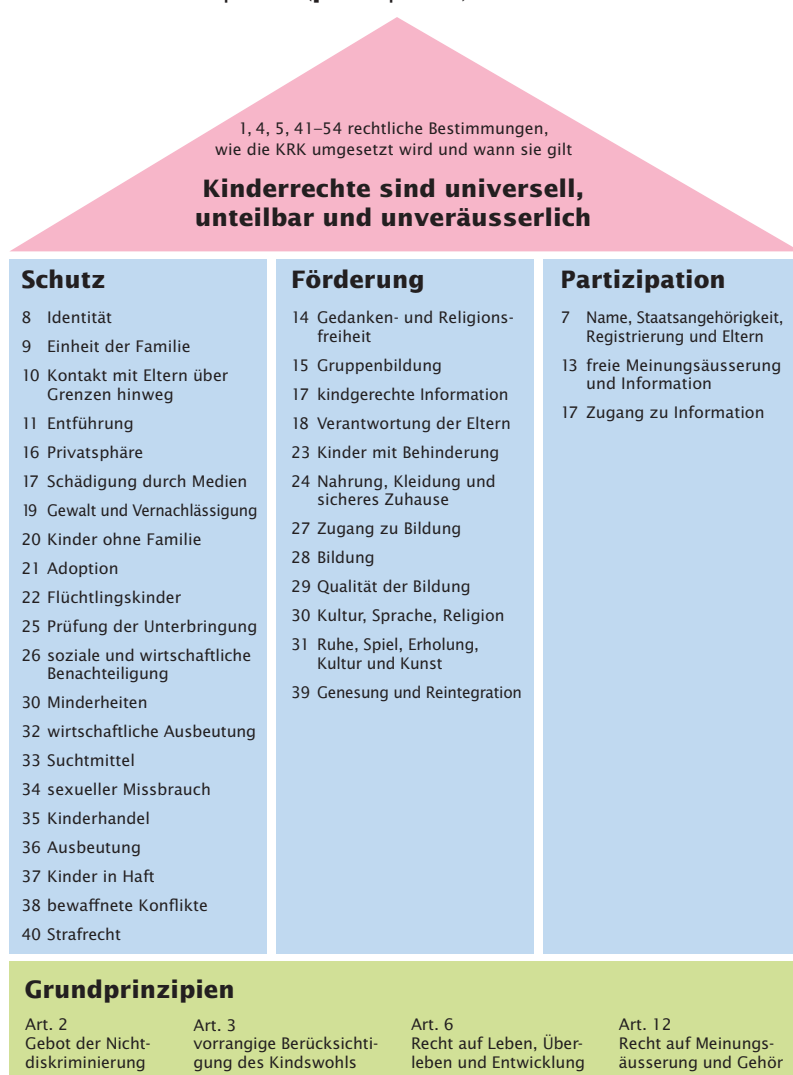 1, 4, 5, 41–54 rechtliche Bestimmungen,
wie die KRK umgesetzt wird und wann sie gilt
Kinderrechte sind universell,
unteilbar und unveräusserlich
Schutz
8 Identität
9 Einheit der Familie
10 Kontakt mit Eltern über
Grenzen hinweg
11 Entführung
16 Privatsphäre
17 Schädigung durch Medien
19 Gewalt und Vernachlässigung
20 Kinder ohne Familie
21 Adoption
22 Flüchtlingskinder
25 Prüfung der Unterbringung
26 soziale und wirtschaftliche
Benachteiligung
30 Minderheiten
32 wirtschaftliche Ausbeutung
33 Suchtmittel
34 sexueller Missbrauch
35 Kinderhandel
36 Ausbeutung
37 Kinder in Haft
38 bewaffnete Konflikte
40 Strafrecht
Förderung
14 Gedanken- und Religions-
freiheit
15 Gruppenbildung
17 kindgerechte Information
18 Verantwortung der Eltern
23 Kinder mit Behinderung
24 Nahrung, Kleidung und
sicheres Zuhause
27 Zugang zu Bildung
28 Bildung
29 Qualität der Bildung
30 Kultur, Sprache, Religion
31 Ruhe, Spiel, Erholung,
Kultur und Kunst
39 Genesung und Reintegration
Partizipation
7 Name, Staatsangehörigkeit,
Registrierung und Eltern
13 freie Meinungsäusserung
und Information
17 Zugang zu Information
Grundprinzipien
Art. 2
Gebot der Nicht-
diskriminierung
Art. 3
vorrangige Berücksichti-
gung des Kindswohls
Art. 6
Recht auf Leben, Über-
leben und Entwicklung
Art. 12
Recht auf Meinungs-
äusserung und Gehör